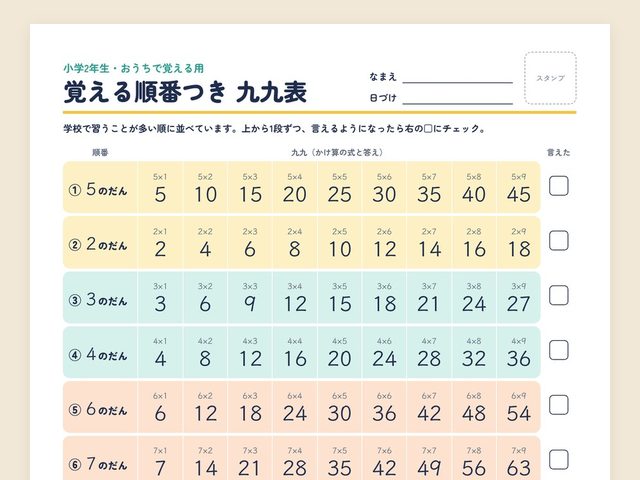 小学2年生・おうちで覚える用
覚える順番つき 九九表
なまえ
日づけ
スタンプ
学校で習うことが多い順に並べています。上から1段ずつ、言えるようになったら右の□にチェック。
順番 九九（かけ算の式と答え） 言えた
5×1 5×2 5×3 5×4 5×5 5×6 5×7 5×8 5×9
① 5のだん 5 10 15 20 25 30 35 40 45
2×1 2×2 2×3 2×4 2×5 2×6 2×7 2×8 2×9
② 2のだん 2 4 6 8 10 12 14 16 18
3×1 3×2 3×3 3×4 3×5 3×6 3×7 3×8 3×9
③ 3のだん 3 6 9 12 15 18 21 24 27
4×1 4×2 4×3 4×4 4×5 4×6 4×7 4×8 4×9
④ 4のだん 4 8 12 16 20 24 28 32 36
6×1 6×2 6×3 6×4 6×5 6×6 6×7 6×8 6×9
⑤ 6のだん 6 12 18 24 30 36 42 48 54
7×1 7×2 7×3 7×4 7×5 7×6 7×7 7×8 7×9
⑥ 7のだん 7 14 21 28 35 42 49 56 63